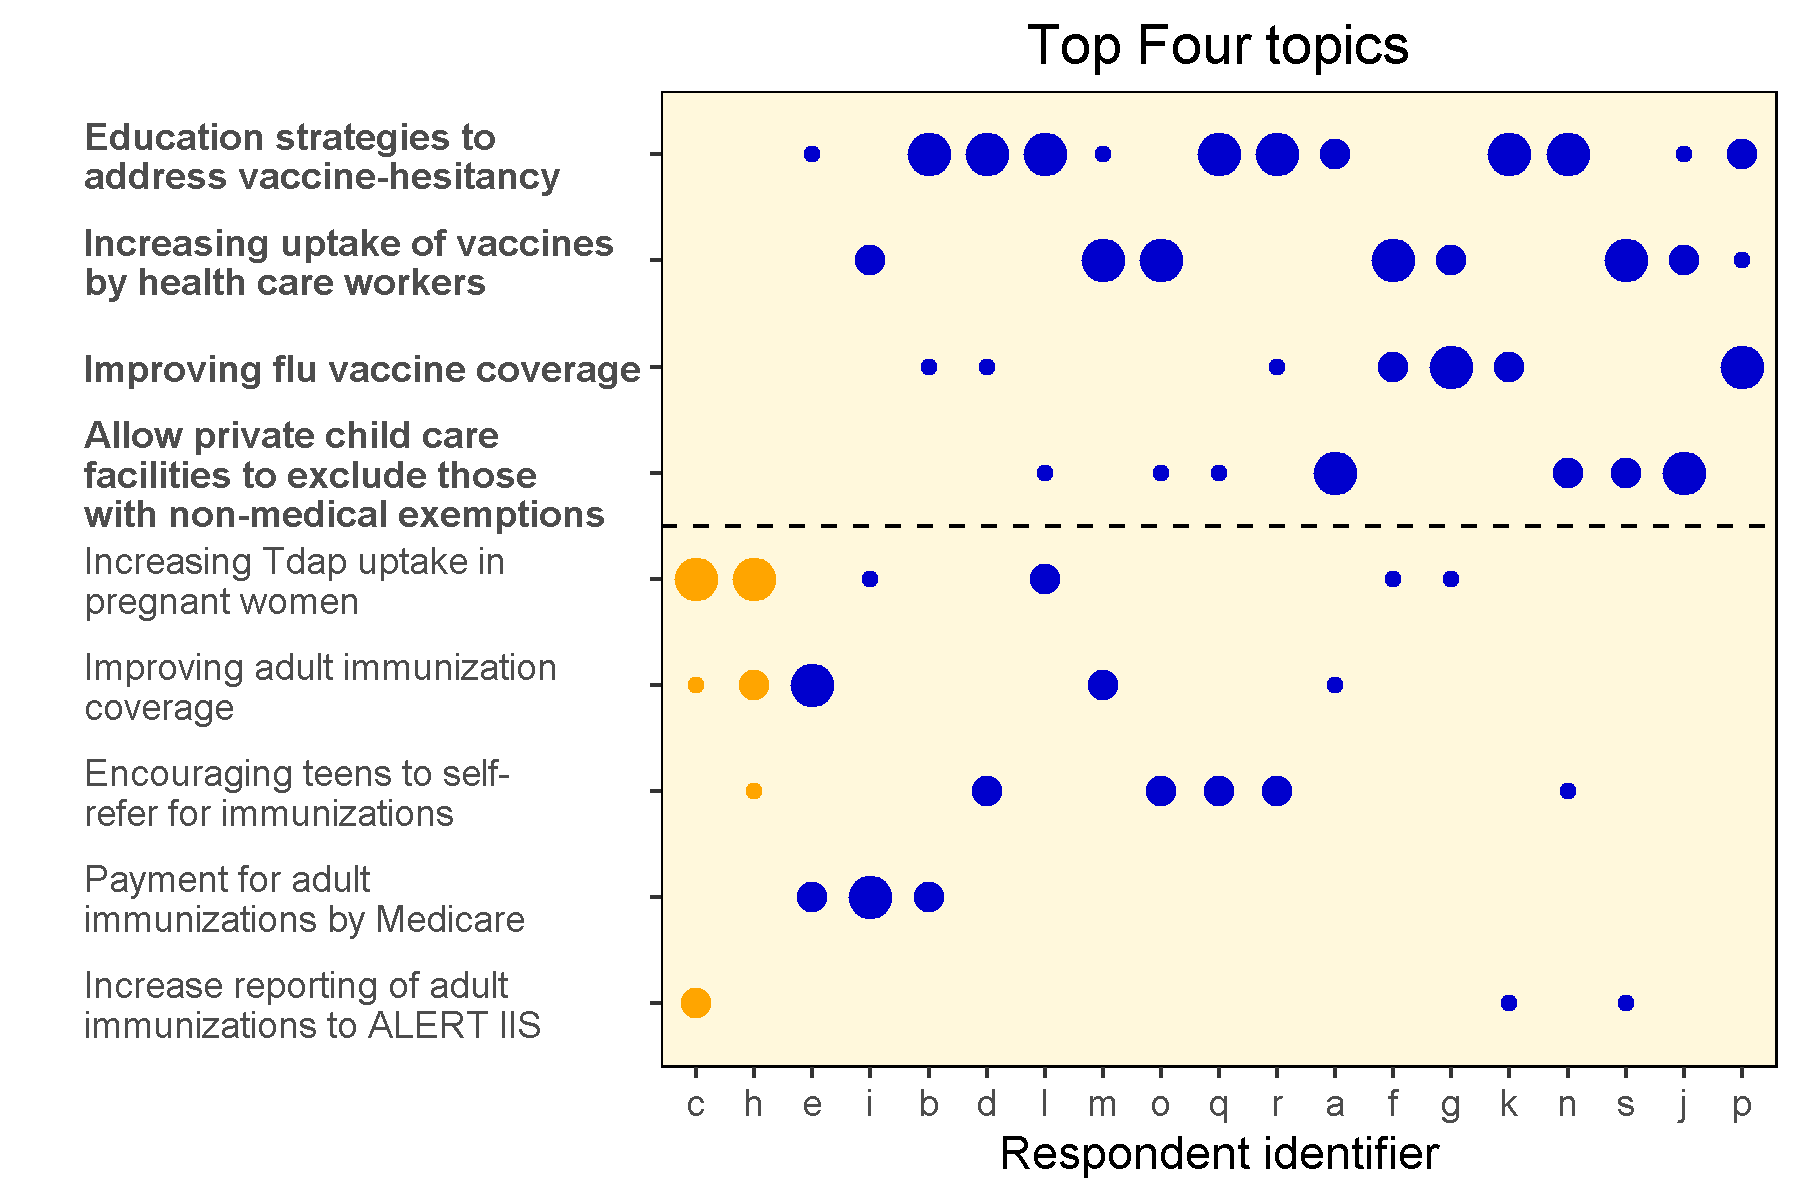 Top Four topics
Education strategies to
address vaccine-hesitancy
Increasing uptake of vaccines
by health care workers
Improving flu vaccine coverage
Allow private child care
facilities to exclude those
with non-medical exemptions
Increasing Tdap uptake in
pregnant women
Improving adult immunization
coverage
Encouraging teens to self-
refer for immunizations
Payment for adult
immunizations by Medicare
Increase reporting of adult
immunizations to ALERT IIS
c h e i b d l m o q r a f g k n s j p
Respondent identifier